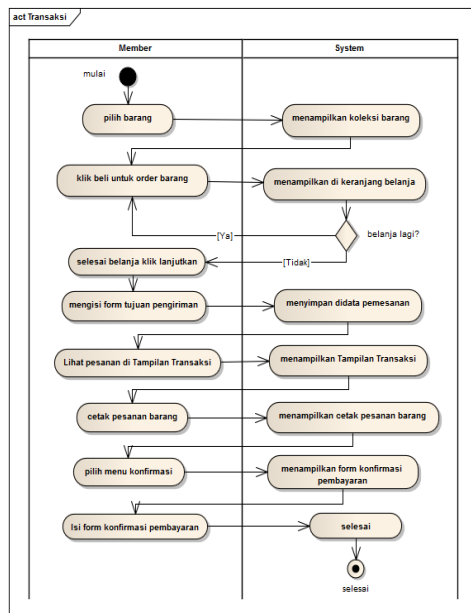 act Transaksi
Member
System
mulai
pilih barang
menampilkan koleksi barang
klik beli untuk order barang
menampilkan di keranjang belanja
[Ya]
belanja lagi?
selesai belanja klik lanjutkan
[Tidak]
mengisi form tujuan pengiriman
menyimpan didata pemesanan
Lihat pesanan di Tampilan Transaksi
menampilkan Tampilan Transaksi
cetak pesanan barang
menampilkan cetak pesanan barang
pilih menu konfirmasi
menampilkan form konfirmasi
pembayaran
Isi form konfirmasi pembayaran
selesai
selesai